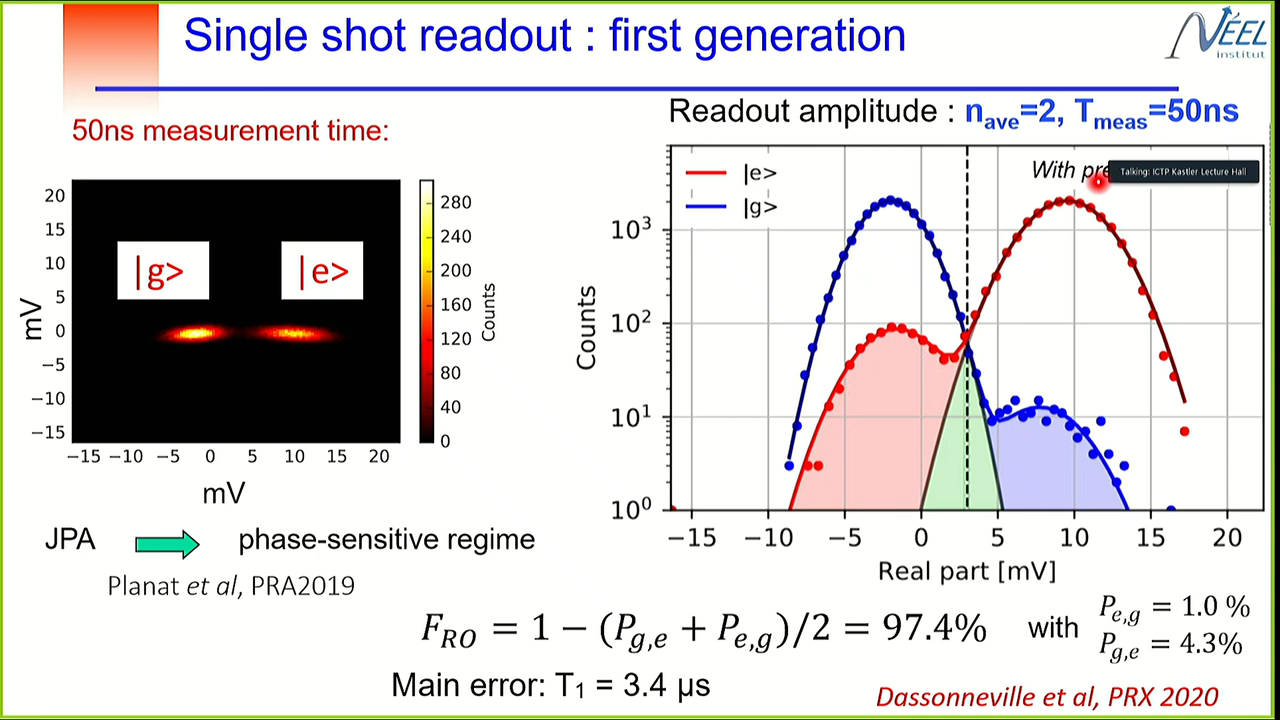 Single shot readout : first generation
NÉEL
institut
50ns measurement time:
Readout amplitude : n_ave=2, T_meas=50ns
|g>
|e>
20
15
10
5
0
−5
−10
−15
mV
−15 −10 −5 0 5 10 15 20
mV
280
240
200
160
120
80
40
0
Counts
|e>
|g>
With pre
Talking: ICTP Kastler Lecture Hall
10³
10²
10¹
10⁰
Counts
−15 −10 −5 0 5 10 15 20
Real part [mV]
JPA phase-sensitive regime
Planat et al, PRA2019
F_RO = 1 − (P_g,e + P_e,g)/2 = 97.4% with
P_e,g = 1.0 %
P_g,e = 4.3%
Main error: T₁ = 3.4 µs
Dassonneville et al, PRX 2020